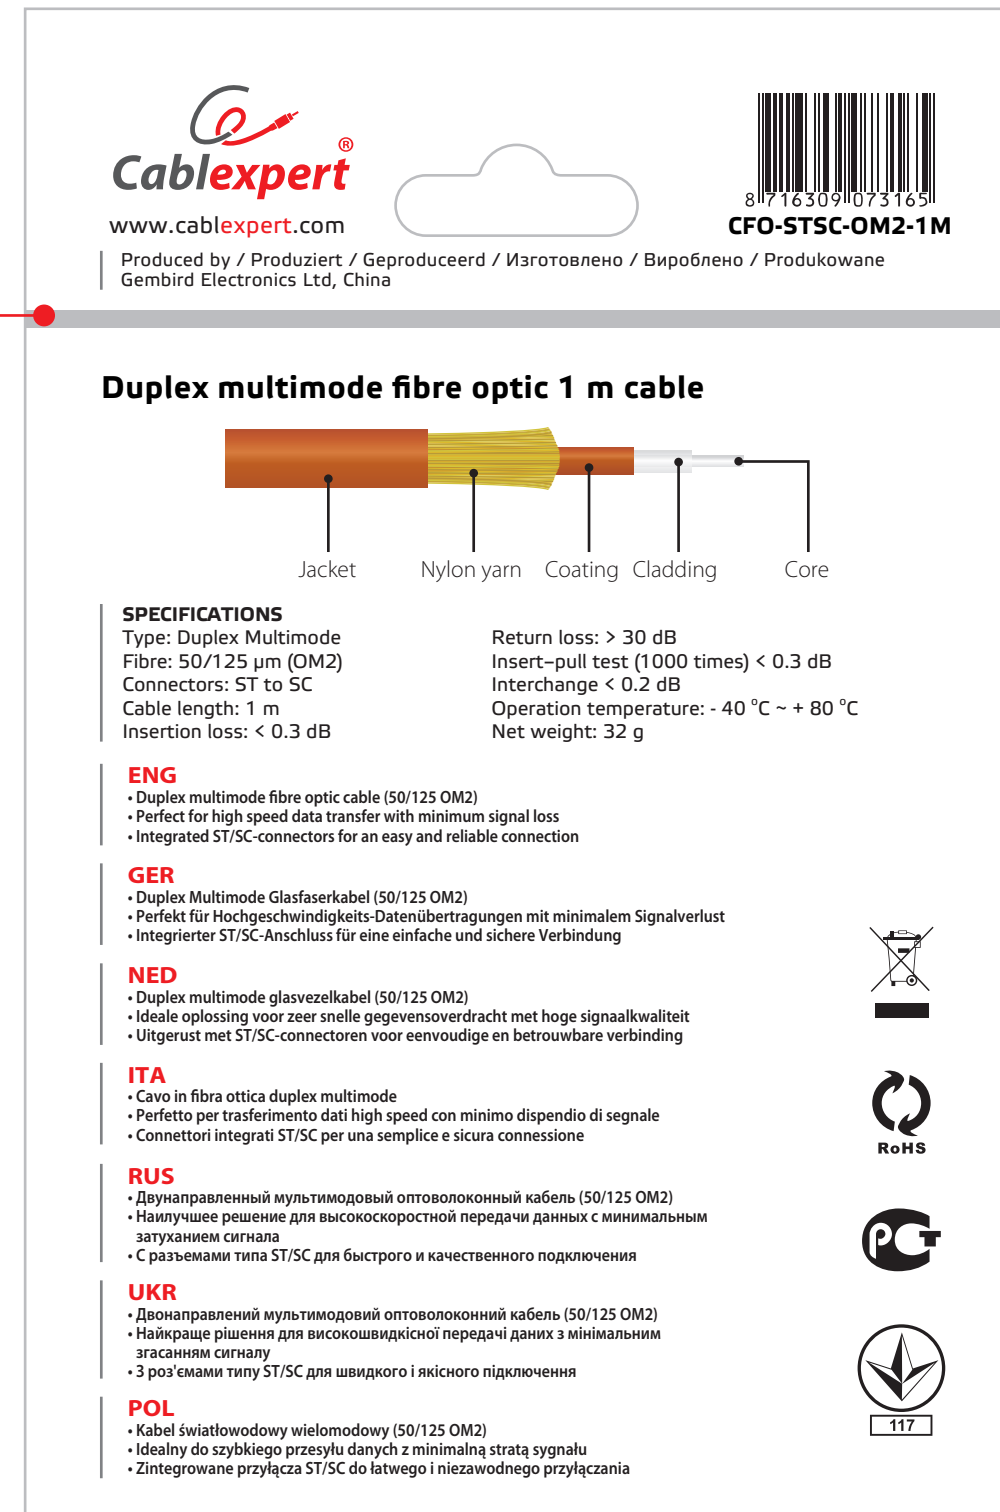 Cablexpert®
www.cablexpert.com
8 716309 073165
CFO-STSC-OM2-1M
Produced by / Produziert / Geproduceerd / Изготовлено / Вироблено / Produkowane
Gembird Electronics Ltd, China
Duplex multimode fibre optic 1 m cable
Jacket Nylon yarn Coating Cladding Core
SPECIFICATIONS
Type: Duplex Multimode
Fibre: 50/125 µm (OM2)
Connectors: ST to SC
Cable length: 1 m
Insertion loss: < 0.3 dB
Return loss: > 30 dB
Insert-pull test (1000 times) < 0.3 dB
Interchange < 0.2 dB
Operation temperature: - 40 °C ~ + 80 °C
Net weight: 32 g
ENG
• Duplex multimode fibre optic cable (50/125 OM2)
• Perfect for high speed data transfer with minimum signal loss
• Integrated ST/SC-connectors for an easy and reliable connection
GER
• Duplex Multimode Glasfaserkabel (50/125 OM2)
• Perfekt für Hochgeschwindigkeits-Datenübertragungen mit minimalem Signalverlust
• Integrierter ST/SC-Anschluss für eine einfache und sichere Verbindung
NED
• Duplex multimode glasvezelkabel (50/125 OM2)
• Ideale oplossing voor zeer snelle gegevensoverdracht met hoge signaalkwaliteit
• Uitgerust met ST/SC-connectoren voor eenvoudige en betrouwbare verbinding
ITA
• Cavo in fibra ottica duplex multimode
• Perfetto per trasferimento dati high speed con minimo dispendio di segnale
• Connettori integrati ST/SC per una semplice e sicura connessione
RUS
• Двунаправленный мультимодовый оптоволоконный кабель (50/125 OM2)
• Наилучшее решение для высокоскоростной передачи данных с минимальным
затуханием сигнала
• С разъемами типа ST/SC для быстрого и качественного подключения
UKR
• Двонаправлений мультимодовий оптоволоконний кабель (50/125 OM2)
• Найкраще рішення для високошвидкісної передачі даних з мінімальним
згасанням сигналу
• З роз'ємами типу ST/SC для швидкого і якісного підключення
POL
• Kabel światłowodowy wielomodowy (50/125 OM2)
• Idealny do szybkiego przesyłu danych z minimalną stratą sygnału
• Zintegrowane przyłącza ST/SC do łatwego i niezawodnego przyłączania
RoHS
РСТ
117